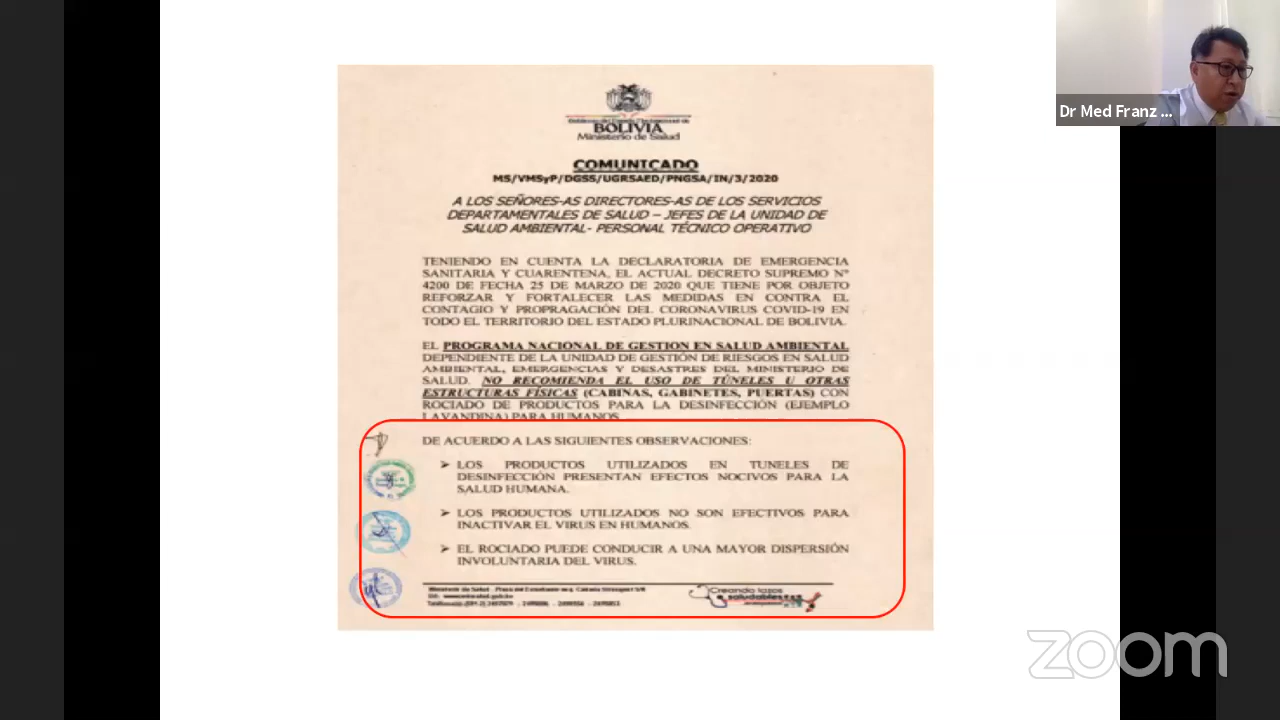 Dr Med Franz ...
BOLIVIA
Ministerio de Salud
COMUNICADO
MS/VMSyP/DGSS/UGRSAED/PNGSA/IN/3/2020
A LOS SEÑORES-AS DIRECTORES-AS DE LOS SERVICIOS
DEPARTAMENTALES DE SALUD – JEFES DE LA UNIDAD DE
SALUD AMBIENTAL- PERSONAL TÉCNICO OPERATIVO
TENIENDO EN CUENTA LA DECLARATORIA DE EMERGENCIA
SANITARIA Y CUARENTENA, EL ACTUAL DECRETO SUPREMO N°
4200 DE FECHA 25 DE MARZO DE 2020 QUE TIENE POR OBJETO
REFORZAR Y FORTALECER LAS MEDIDAS EN CONTRA EL
CONTAGIO Y PROPRAGACIÓN DEL CORONAVIRUS COVID-19 EN
TODO EL TERRITORIO DEL ESTADO PLURINACIONAL DE BOLIVIA.
EL PROGRAMA NACIONAL DE GESTION EN SALUD AMBIENTAL
DEPENDIENTE DE LA UNIDAD DE GESTIÓN DE RIESGOS EN SALUD
AMBIENTAL, EMERGENCIAS Y DESASTRES DEL MINISTERIO DE
SALUD. NO RECOMIENDA EL USO DE TÚNELES U OTRAS
ESTRUCTURAS FÍSICAS (CABINAS, GABINETES, PUERTAS) CON
ROCIADO DE PRODUCTOS PARA LA DESINFECCIÓN (EJEMPLO
LAVANDINA) PARA HUMANOS
DE ACUERDO A LAS SIGUIENTES OBSERVACIONES:
➤ LOS PRODUCTOS UTILIZADOS EN TUNELES DE
DESINFECCIÓN PRESENTAN EFECTOS NOCIVOS PARA LA
SALUD HUMANA.
➤ LOS PRODUCTOS UTILIZADOS NO SON EFECTIVOS PARA
INACTIVAR EL VIRUS EN HUMANOS.
➤ EL ROCIADO PUEDE CONDUCIR A UNA MAYOR DISPERSIÓN
INVOLUNTARIA DEL VIRUS.
Creando lazos
saludables
zoom